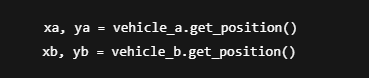 xa, ya = vehicle_a.get_position()
xb, yb = vehicle_b.get_position()